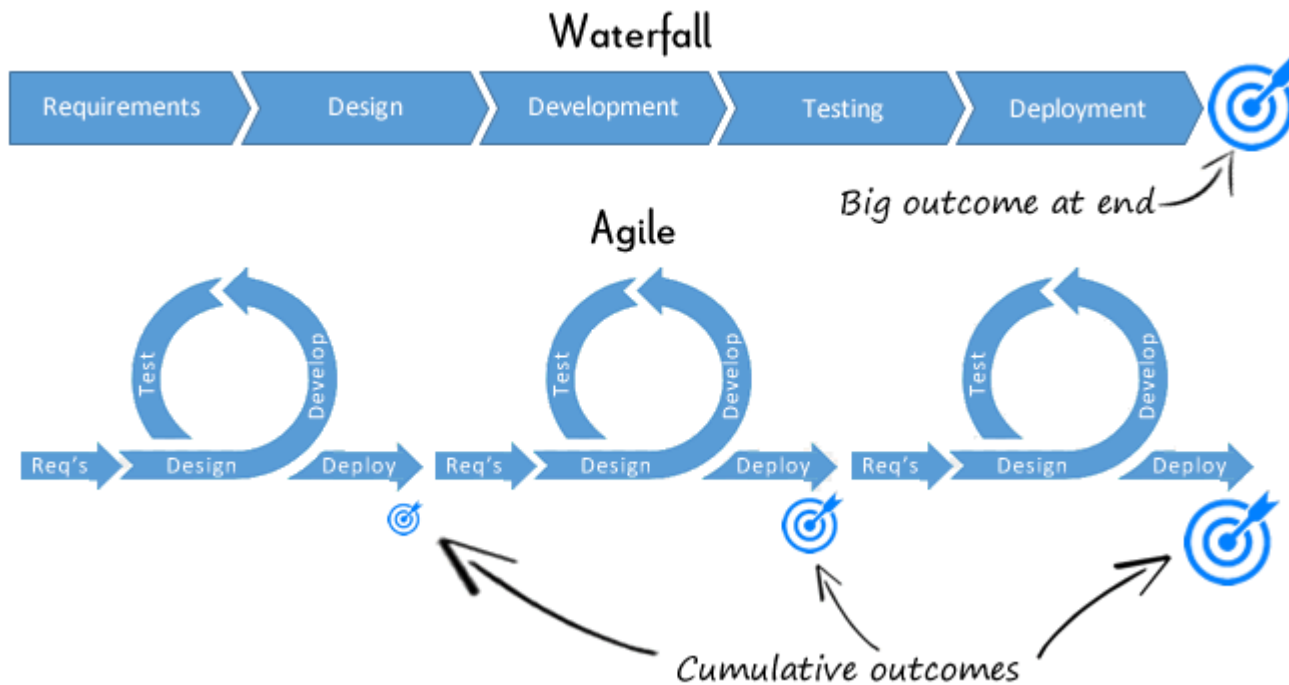 Waterfall
Requirements Design Development Testing Deployment
Big outcome at end
Agile
Test Develop Test Develop Test Develop
Req's Design Deploy Req's Design Deploy Req's Design Deploy
Cumulative outcomes